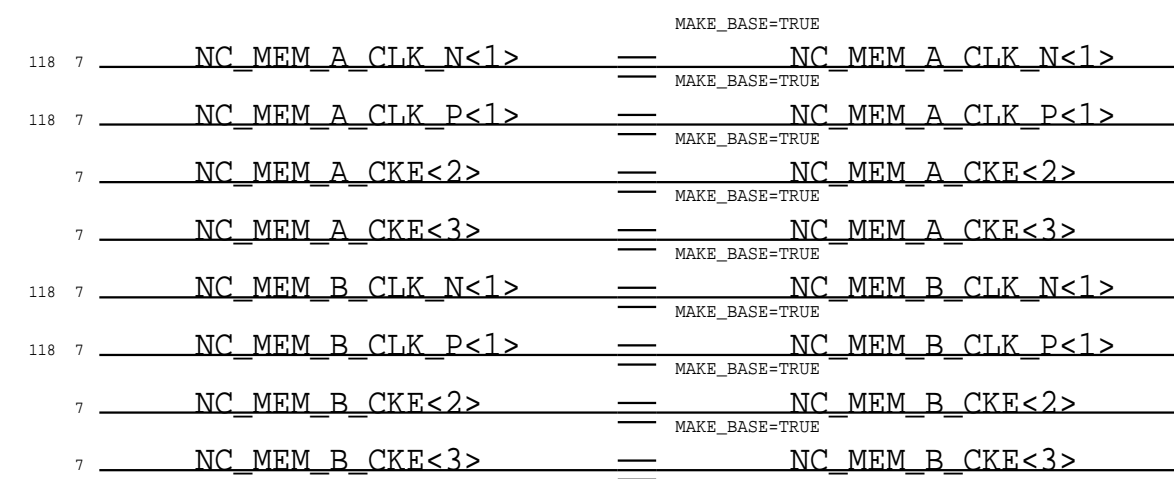 MAKE_BASE=TRUE
118 7 NC_MEM_A_CLK_N<1> NC_MEM_A_CLK_N<1>
MAKE_BASE=TRUE
118 7 NC_MEM_A_CLK_P<1> NC_MEM_A_CLK_P<1>
MAKE_BASE=TRUE
7 NC_MEM_A_CKE<2> NC_MEM_A_CKE<2>
MAKE_BASE=TRUE
7 NC_MEM_A_CKE<3> NC_MEM_A_CKE<3>
MAKE_BASE=TRUE
118 7 NC_MEM_B_CLK_N<1> NC_MEM_B_CLK_N<1>
MAKE_BASE=TRUE
118 7 NC_MEM_B_CLK_P<1> NC_MEM_B_CLK_P<1>
MAKE_BASE=TRUE
7 NC_MEM_B_CKE<2> NC_MEM_B_CKE<2>
MAKE_BASE=TRUE
7 NC_MEM_B_CKE<3> NC_MEM_B_CKE<3>